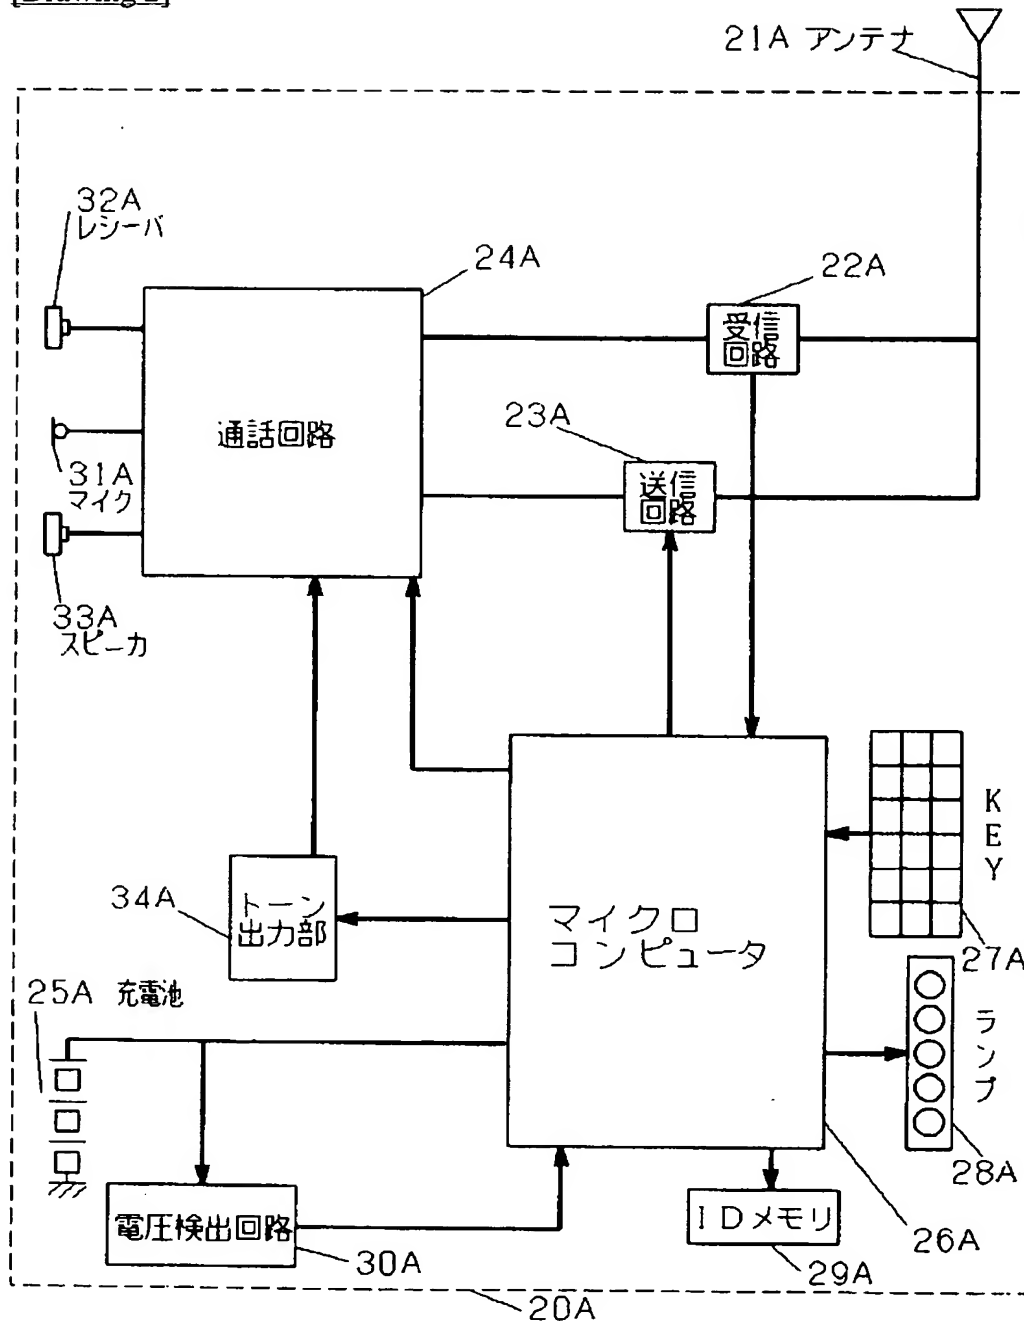 21A アンテナ
32A
レシーバ
24A
22A
受信
回路
通話回路
23A
送信
回路
31A
マイク
33A
スピーカ
KEY
34A
トーン
出力部
マイクロ
コンピュータ
27A
25A 充電池
ランプ
28A
電圧検出回路
30A
IDメモリ
29A
26A
20A